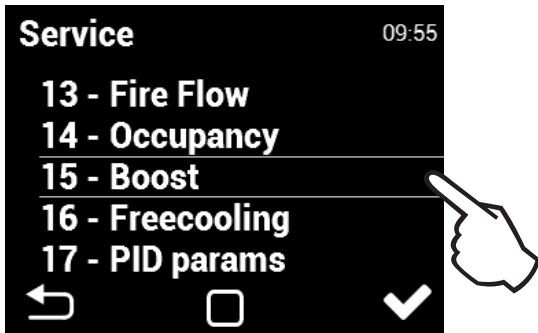 Service 09:55
13 - Fire Flow
14 - Occupancy
15 - Boost
16 - Freecooling
17 - PID params